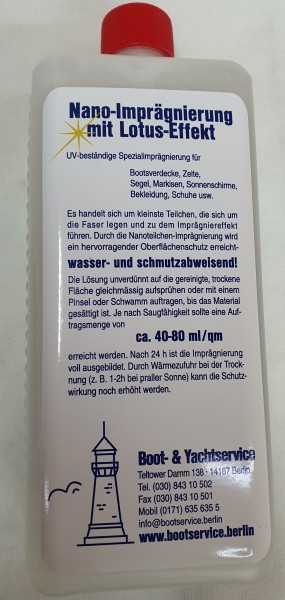 Nano-Imprägnierung
mit Lotus-Effekt
UV-beständige Spezialimprägnierung für
Bootsverdecke, Zelte,
Segel, Markisen, Sonnenschirme,
Bekleidung, Schuhe usw.
Es handelt sich um kleinste Teilchen, die sich um
die Faser legen und zu dem Imprägniereffekt
führen. Durch die Nanoteilchen-Imprägnierung wird
ein hervorragender Oberflächenschutz erreicht-
wasser- und schmutzabweisend!
Die Lösung unverdünnt auf die gereinigte, trockene
Fläche gleichmässig aufsprühen oder mit einem
Pinsel oder Schwamm auftragen, bis das Material
gesättigt ist. Je nach Saugfähigkeit sollte eine Auf-
tragsmenge von
ca. 40-80 ml/qm
erreicht werden. Nach 24 h ist die Imprägnierung
voll ausgebildet. Durch Wärmezufuhr bei der Trock-
nung (z. B. 1-2h bei praller Sonne) kann die Schutz-
wirkung noch erhöht werden.
Boot- & Yachtservice
Teltower Damm 138 · 14167 Berlin
Tel. (030) 843 10 502
Fax (030) 843 10 501
Mobil (0171) 635 635 5
info@bootservice.berlin
www.bootservice.berlin